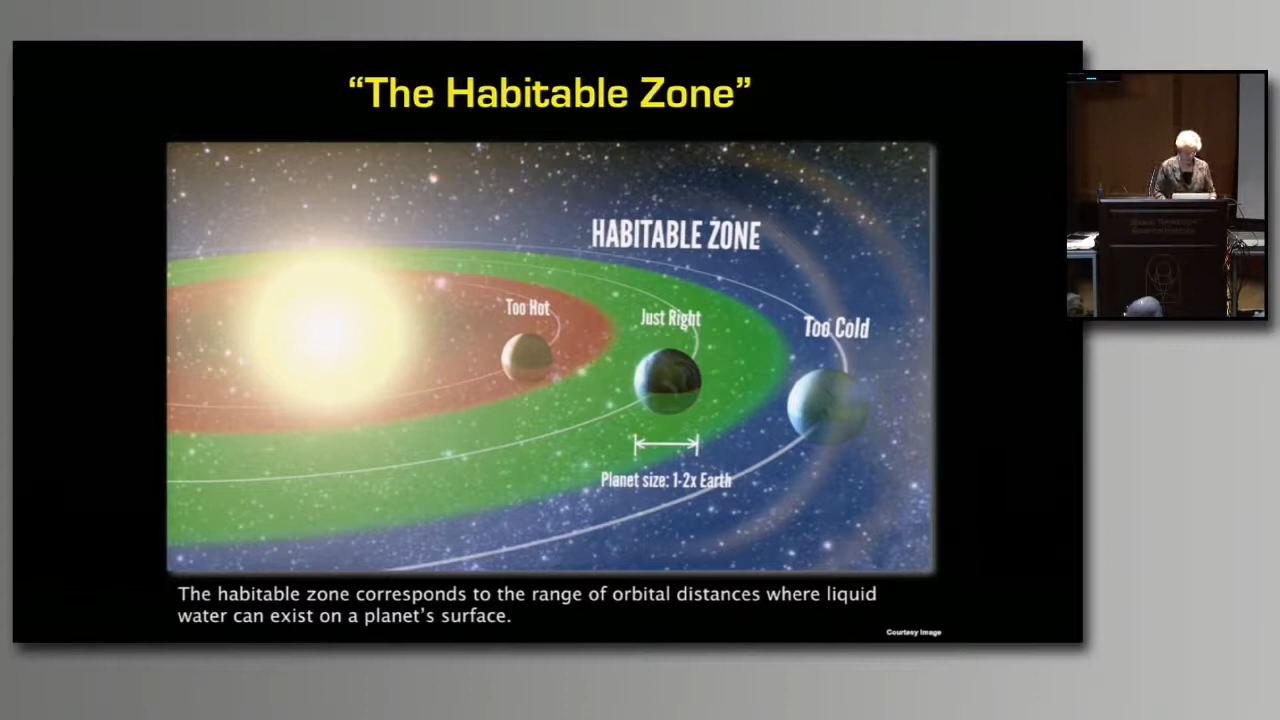 “The Habitable Zone”
HABITABLE ZONE
Too Hot
Just Right
Too Cold
Planet size: 1-2x Earth
The habitable zone corresponds to the range of orbital distances where liquid
water can exist on a planet’s surface.
Courtesy Image